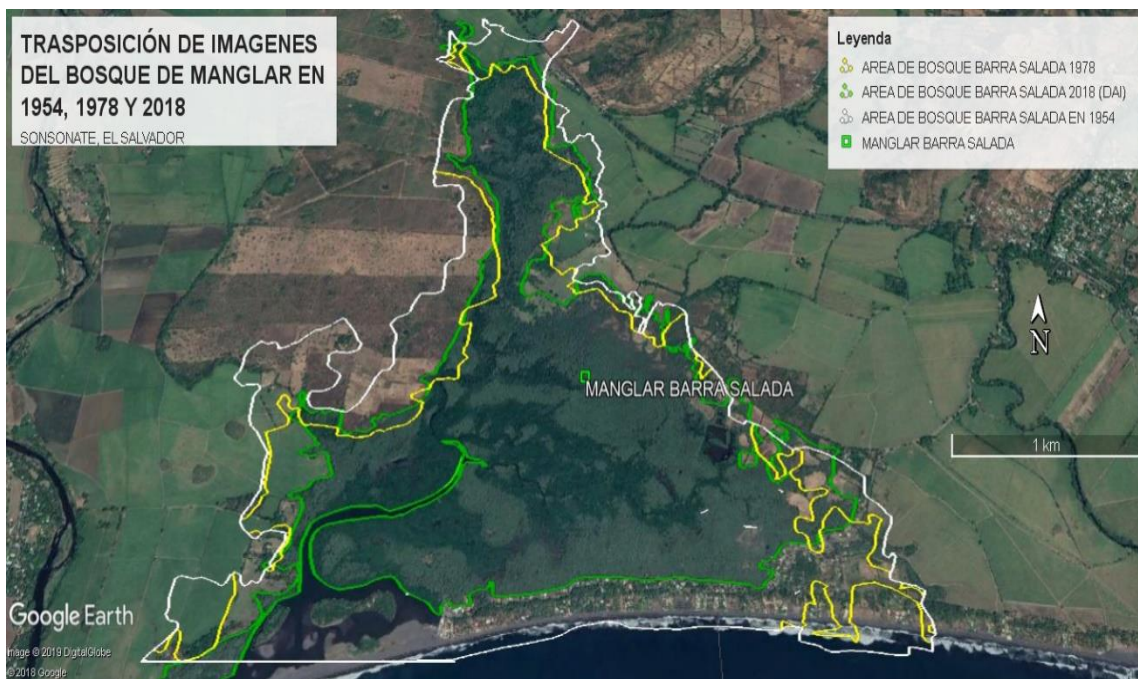 TRASPOSICIÓN DE IMAGENES
DEL BOSQUE DE MANGLAR EN
1954, 1978 Y 2018
SONSONATE, EL SALVADOR
Leyenda
AREA DE BOSQUE BARRA SALADA 1978
AREA DE BOSQUE BARRA SALADA 2018 (DAI)
AREA DE BOSQUE BARRA SALADA EN 1954
MANGLAR BARRA SALADA
N
MANGLAR BARRA SALADA
1 km
Google Earth
Image © 2019 DigitalGlobe
© 2018 Google